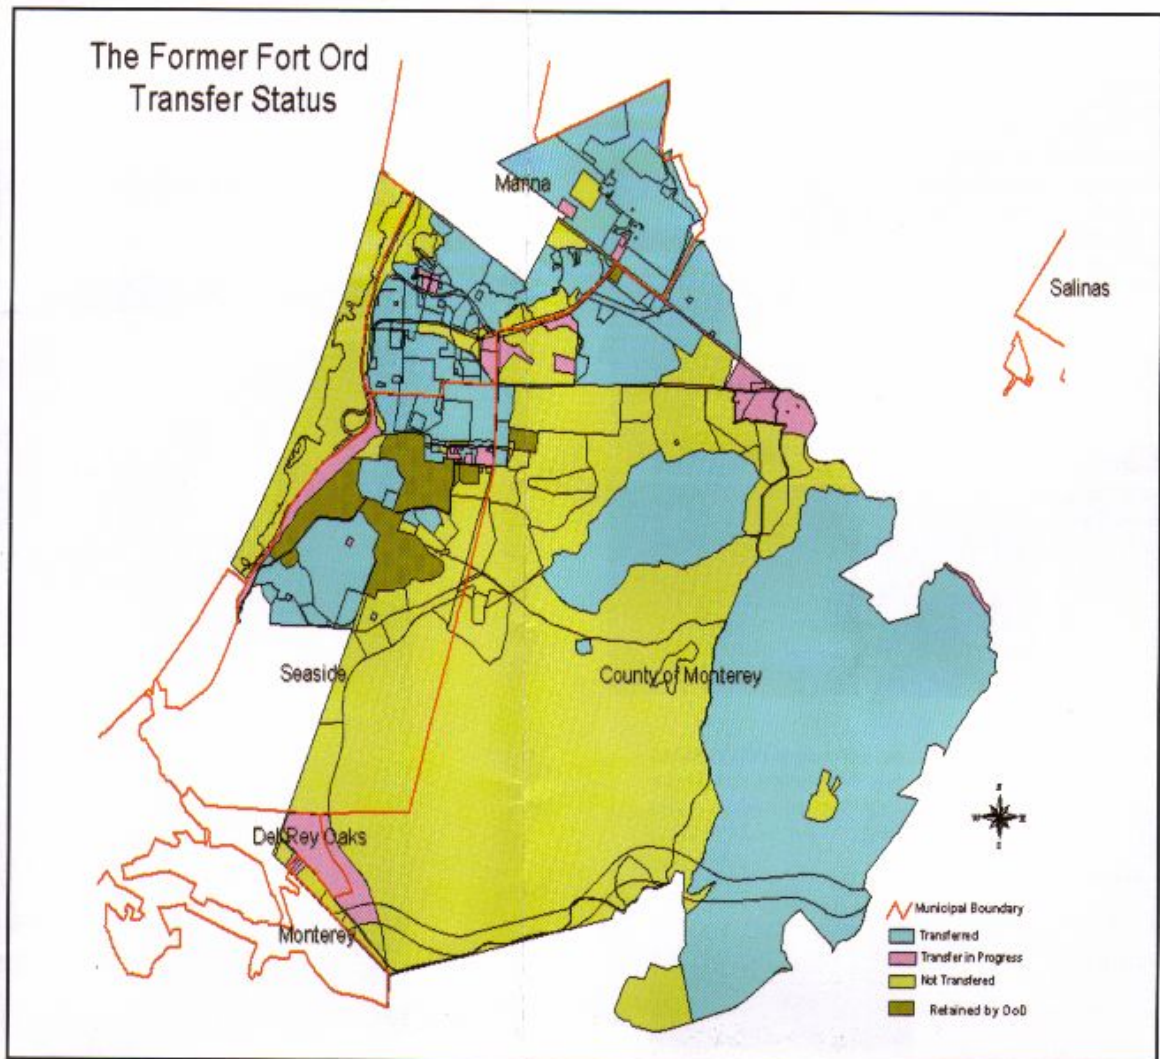 The Former Fort Ord
Transfer Status
Marina
Salinas
Seaside
County of Monterey
Del Rey Oaks
Monterey
Municipal Boundary
Transferred
Transfer in Progress
Not Transferred
Retained by DoD